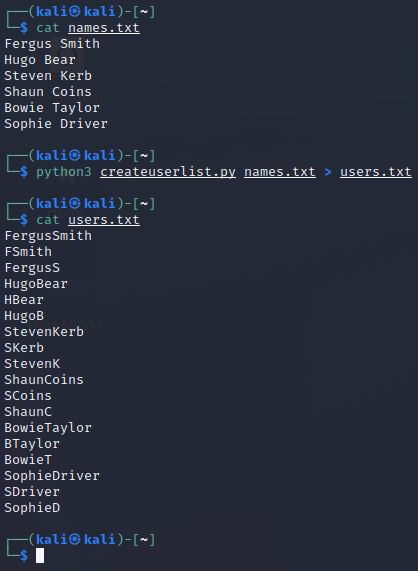 ┌──(kali㉿kali)-[~]
└─$ cat names.txt
Fergus Smith
Hugo Bear
Steven Kerb
Shaun Coins
Bowie Taylor
Sophie Driver
┌──(kali㉿kali)-[~]
└─$ python3 createuserlist.py names.txt > users.txt
┌──(kali㉿kali)-[~]
└─$ cat users.txt
FergusSmith
FSmith
FergusS
HugoBear
HBear
HugoB
StevenKerb
SKerb
StevenK
ShaunCoins
SCoins
ShaunC
BowieTaylor
BTaylor
BowieT
SophieDriver
SDriver
SophieD
┌──(kali㉿kali)-[~]
└─$